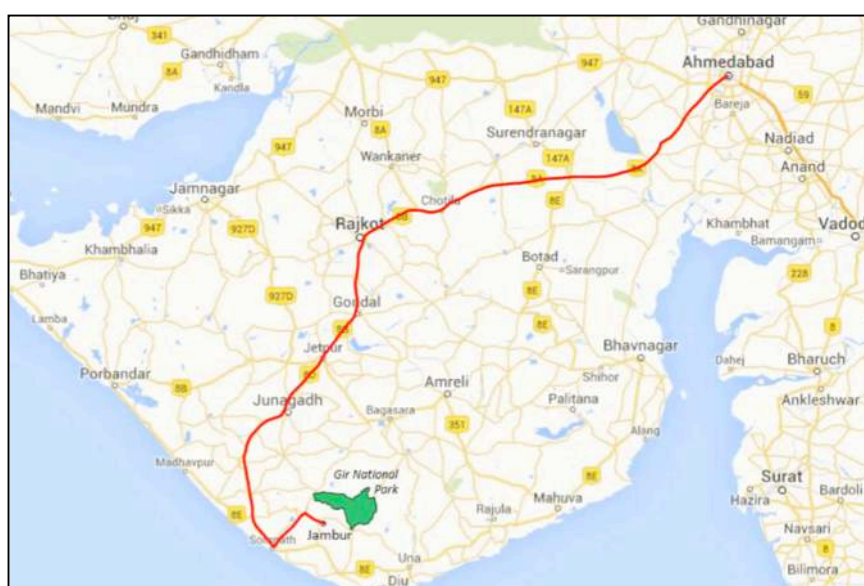 Bhuj
341
8A
Gandhidham
Kandla
Mandvi
Mundra
947
947
Gandhinagar
Ahmedabad
59
Bareja
147A
Morbi
8A
Surendranagar
Nadiad
947
Wankaner
147A
Anand
8A
8A
Jamnagar
Sikka
Chotila
8E
947
927D
Rajkot
8B
Khambhat
Vadod
Bamangam
Khambhalia
Botad
Sarangpur
Bhatiya
927D
8E
228
Gondal
Lamba
8B
8E
8
Jetpur
Bhavnagar
Dahej
Bharuch
Porbandar
8B
8D
Shihor
Amreli
Ankleshwar
Junagadh
Bagasara
Palitana
351
Alang
Madhavpur
Gir National
Park
8E
Surat
Hazira
Bardoli
8E
Rajula
Mahuva
Somnath
Jambur
Navsari
8
Una
8E
Bilimora
Diu